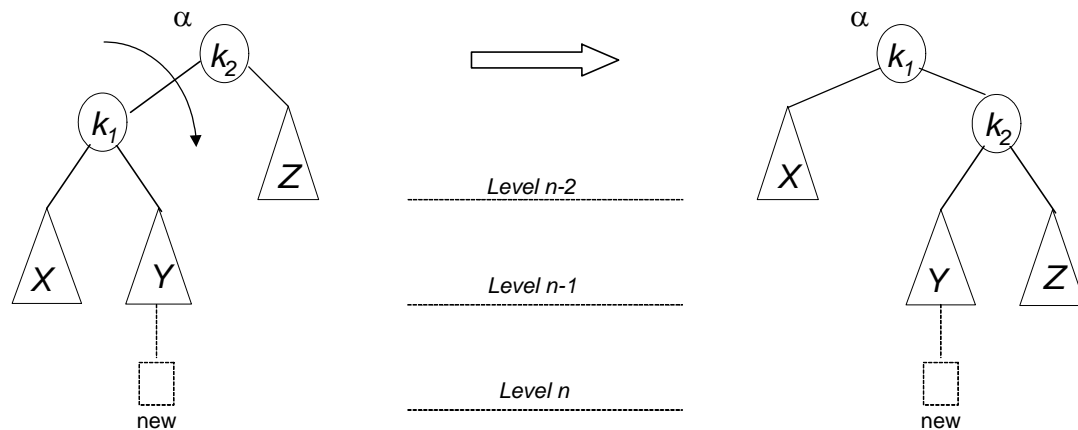 α
k2
k1
Z
X
Y
new
Level n-2
Level n-1
Level n
α
k1
k2
X
Y
Z
new